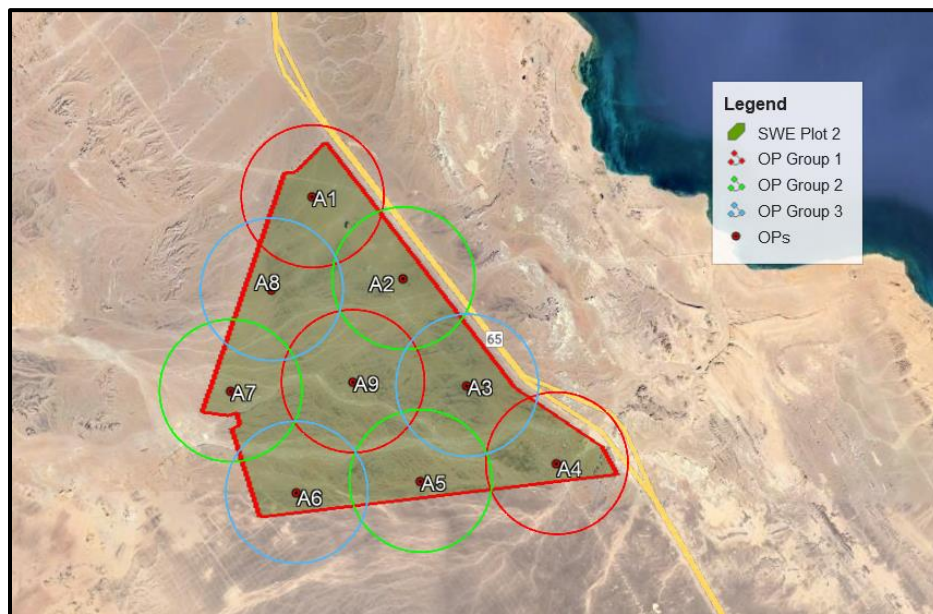 Legend
SWE Plot 2
OP Group 1
OP Group 2
OP Group 3
OPs
A1
A2
A8
65
A9
A3
A7
A4
A5
A6